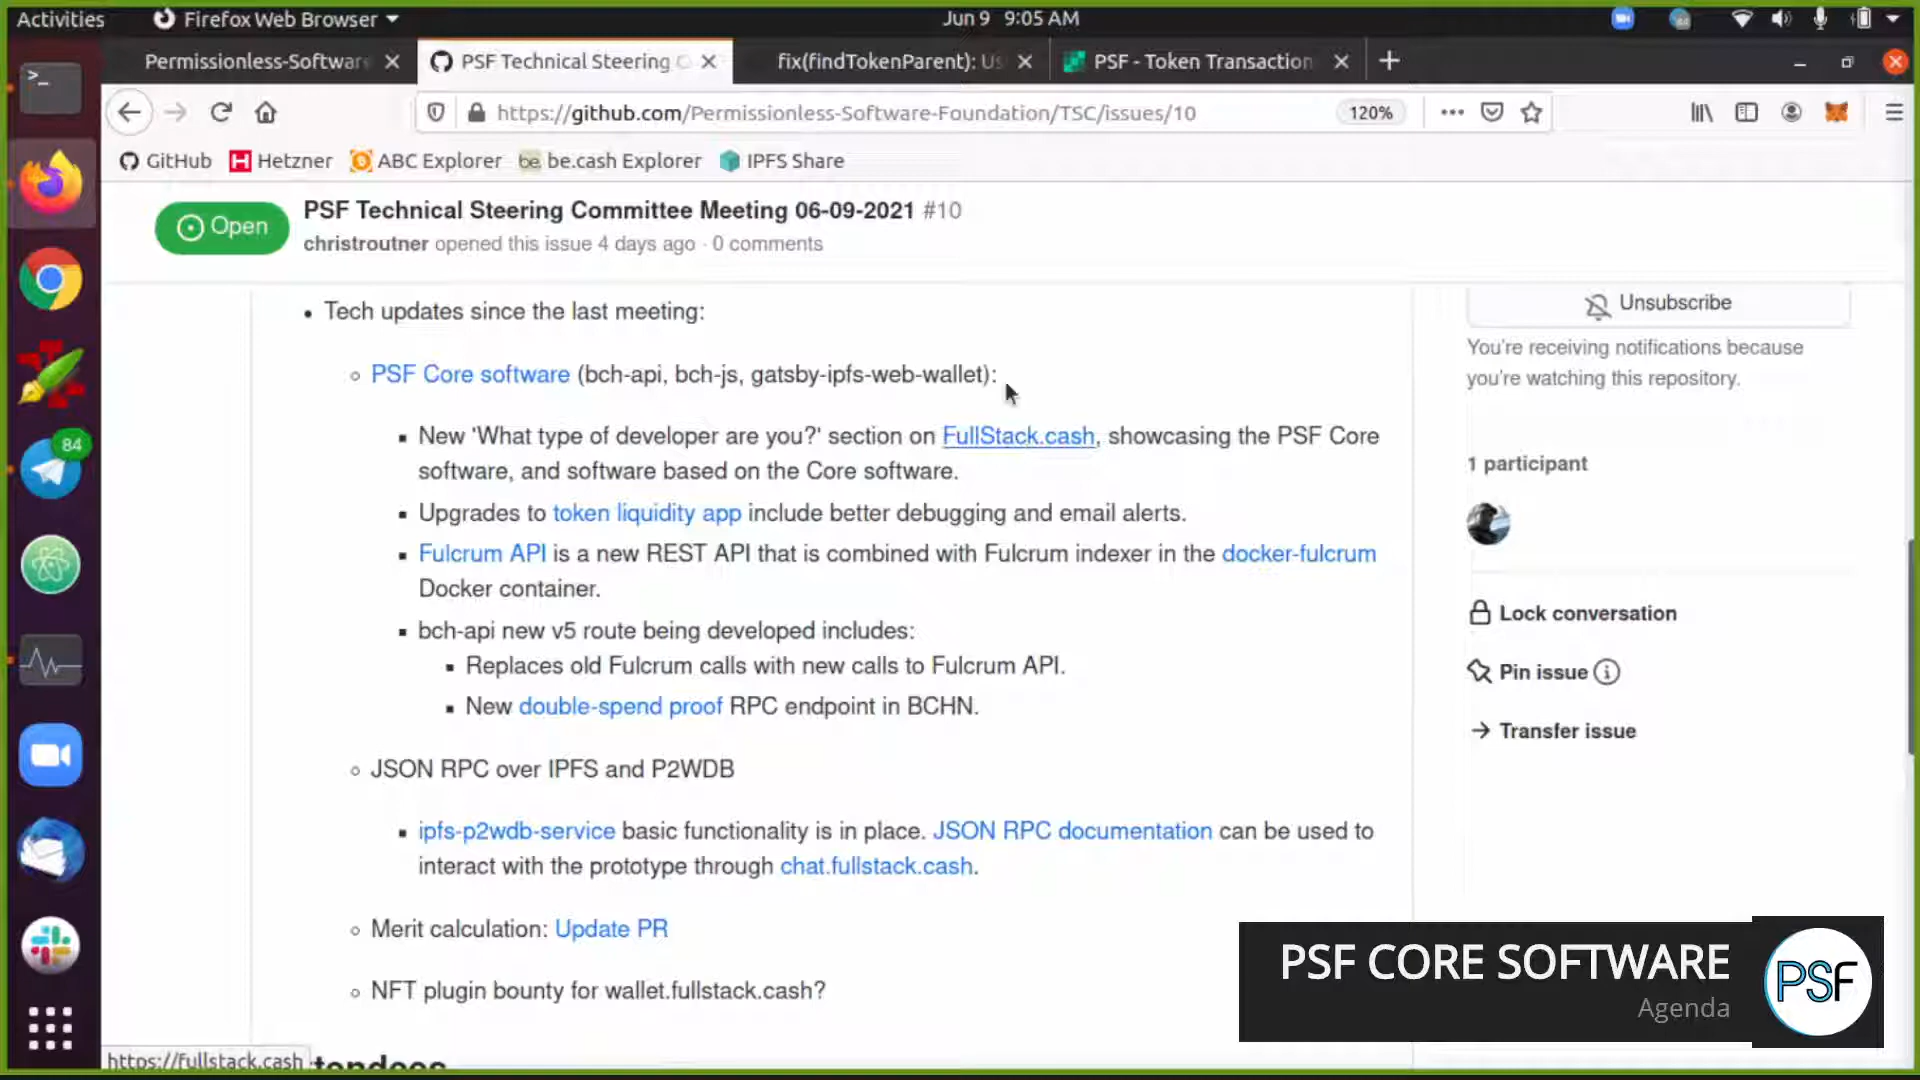 Activities
Firefox Web Browser
Jun 9 9:05 AM
Permissionless-Software
PSF Technical Steering C
fix(findTokenParent): Us
PSF - Token Transaction
https://github.com/Permissionless-Software-Foundation/TSC/issues/10
120%
GitHub
Hetzner
ABC Explorer
be.cash Explorer
IPFS Share
Open
PSF Technical Steering Committee Meeting 06-09-2021 #10
christroutner opened this issue 4 days ago · 0 comments
Tech updates since the last meeting:
PSF Core software (bch-api, bch-js, gatsby-ipfs-web-wallet):
New 'What type of developer are you?' section on FullStack.cash, showcasing the PSF Core
software, and software based on the Core software.
Upgrades to token liquidity app include better debugging and email alerts.
Fulcrum API is a new REST API that is combined with Fulcrum indexer in the docker-fulcrum
Docker container.
bch-api new v5 route being developed includes:
Replaces old Fulcrum calls with new calls to Fulcrum API.
New double-spend proof RPC endpoint in BCHN.
JSON RPC over IPFS and P2WDB
ipfs-p2wdb-service basic functionality is in place. JSON RPC documentation can be used to
interact with the prototype through chat.fullstack.cash.
Merit calculation: Update PR
NFT plugin bounty for wallet.fullstack.cash?
Unsubscribe
You're receiving notifications because
you're watching this repository.
1 participant
Lock conversation
Pin issue
Transfer issue
84
PSF CORE SOFTWARE
Agenda
PSF
https://fullstack.cash